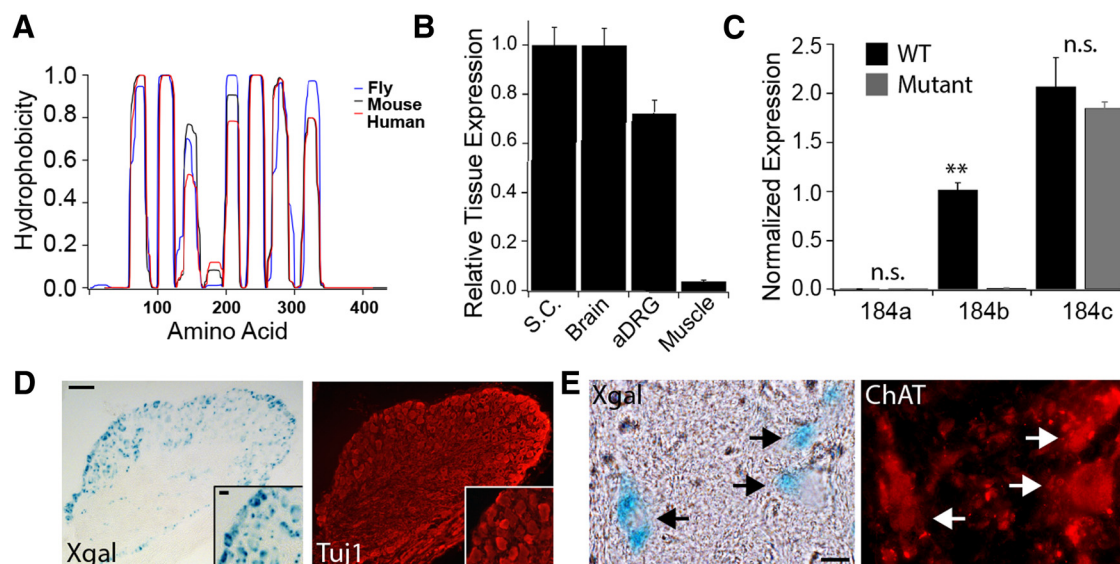 A
Hydrophobicity
1.0
0.8
0.6
0.4
0.2
0.0
100
200
300
400
Amino Acid
Fly
Mouse
Human
B
Relative Tissue Expression
1.0
0.8
0.6
0.4
0.2
0.0
S.C.
Brain
aDRG
Muscle
C
Normalized Expression
2.5
2.0
1.5
1.0
0.5
0.0
WT
Mutant
n.s.
**
n.s.
184a
184b
184c
D
Xgal
Tuj1
E
Xgal
ChAT